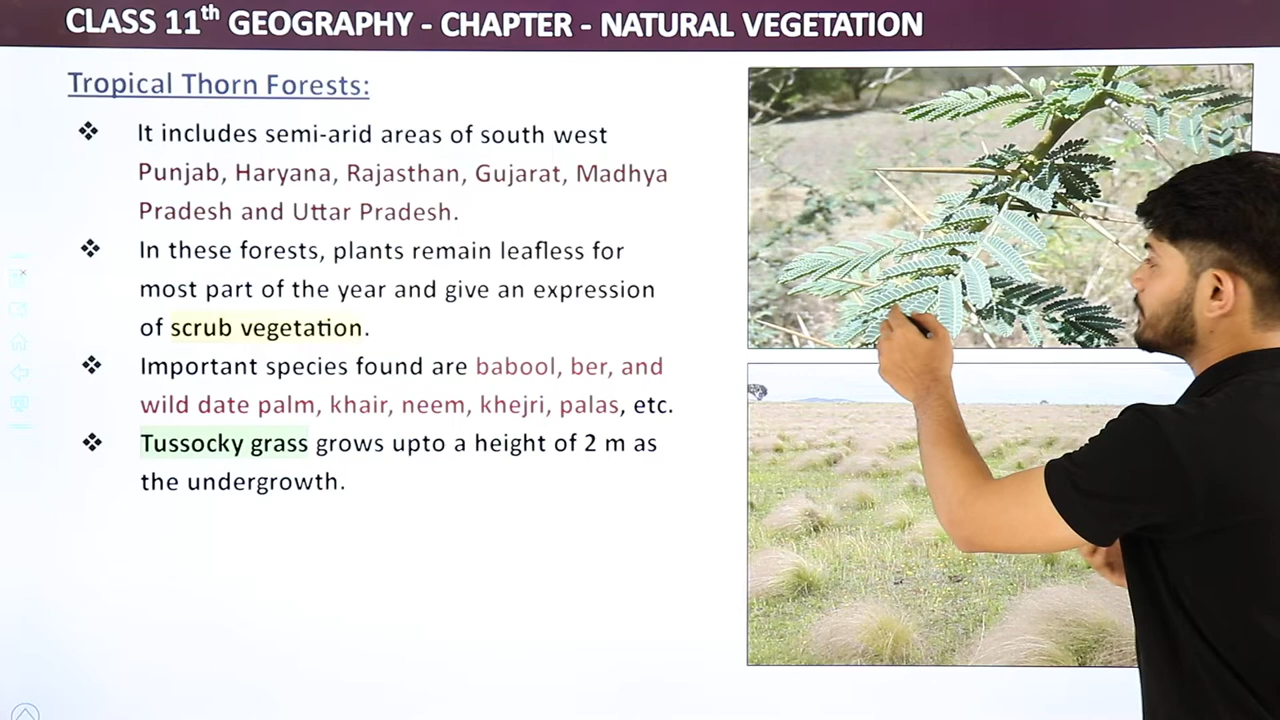 CLASS 11th GEOGRAPHY - CHAPTER - NATURAL VEGETATION
Tropical Thorn Forests:
❖ It includes semi-arid areas of south west
Punjab, Haryana, Rajasthan, Gujarat, Madhya
Pradesh and Uttar Pradesh.
❖ In these forests, plants remain leafless for
most part of the year and give an expression
of scrub vegetation.
❖ Important species found are babool, ber, and
wild date palm, khair, neem, khejri, palas, etc.
❖ Tussocky grass grows upto a height of 2 m as
the undergrowth.